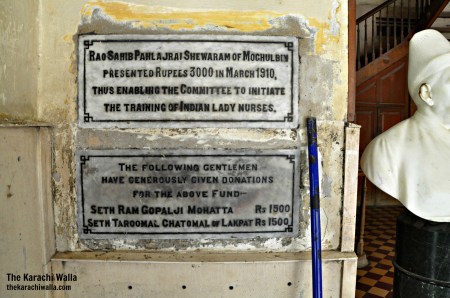 Rao Sahib Pahlajrai Shewaram of Moghulbin
presented Rupees 3000 in March 1910,
thus enabling the Committee to initiate
the training of Indian lady nurses.
The following Gentlemen
have generously given donations
for the above Fund—
Seth Ram Gopalji Mohatta Rs 1500
Seth Taroomal Chatomal of Lakpat Rs 1500
The Karachi Walla
thekarachiwalla.com